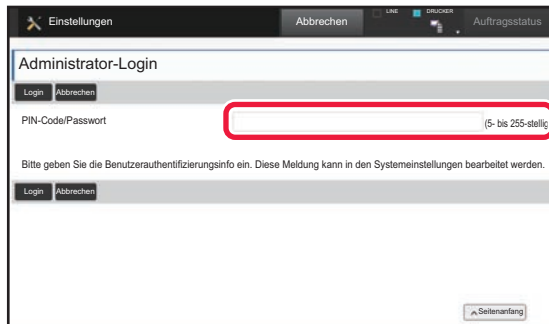 Einstellungen Abbrechen LINE DRUCKER Auftragsstatus
Administrator-Login
Login Abbrechen
PIN-Code/Passwort (5- bis 255-stellig
Bitte geben Sie die Benutzerauthentifizierungsinfo ein. Diese Meldung kann in den Systemeinstellungen bearbeitet werden.
Login Abbrechen
Seitenanfang